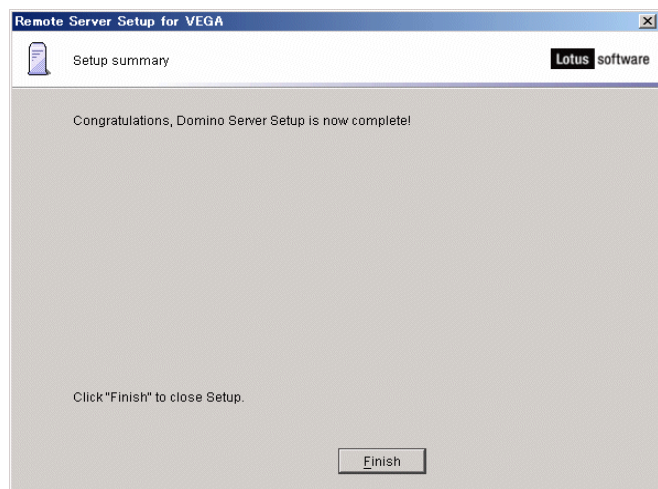 Remote Server Setup for VEGA
Setup summary
Lotus software
Congratulations, Domino Server Setup is now complete!
Click "Finish" to close Setup.
Finish